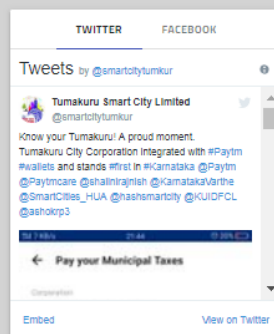 TWITTER FACEBOOK
Tweets by @smartcitytumkur
Tumakuru Smart City Limited
@smartcitytumkur
Know your Tumakuru! A proud moment.
Tumakuru City Corporation Integrated with #Paytm
#wallets and stands #first in #Karnataka @Paytm
@Paytmcare @shalinirajnish @KarnatakaVarthe
@SmartCities_HUA @hashsmartcity @KUIDFCL
@ashokrp3
21:44
Pay your Municipal Taxes
Corporation
Embed View on Twitter